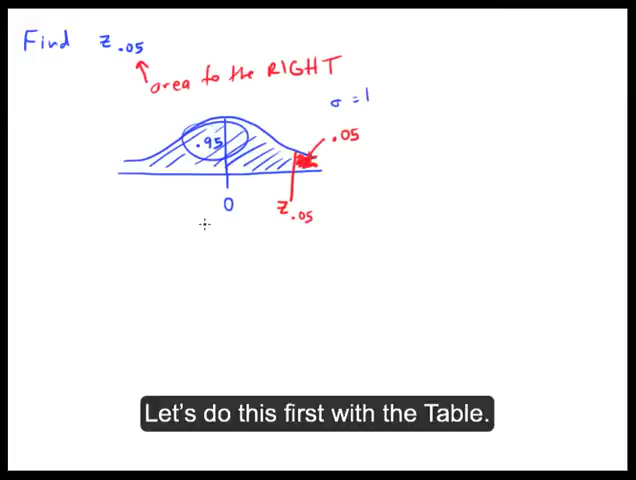 Find z.05
area to the RIGHT
σ = 1
.95
.05
0
z.05
Let's do this first with the Table.